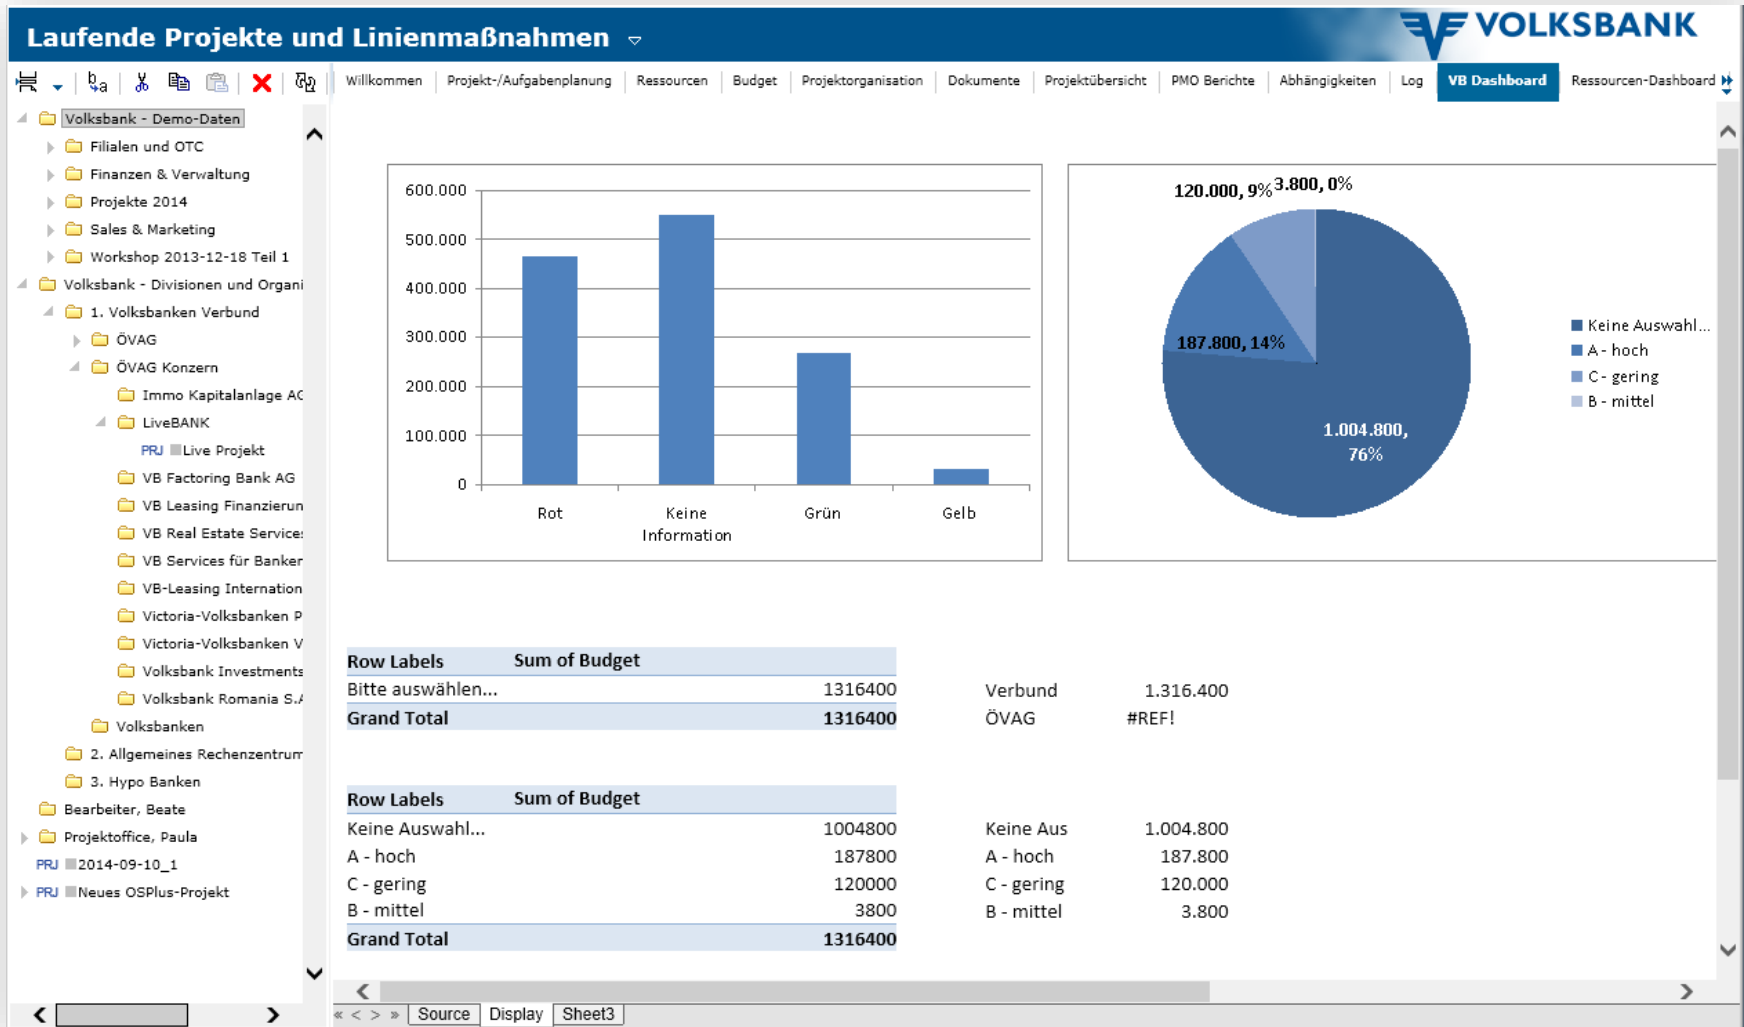 Laufende Projekte und Linienmaßnahmen
VOLKSBANK
b a
Willkommen
Projekt-/Aufgabenplanung
Ressourcen
Budget
Projektorganisation
Dokumente
Projektübersicht
PMO Berichte
Abhängigkeiten
Log
VB Dashboard
Ressourcen-Dashboard
Volksbank - Demo-Daten
Filialen und OTC
Finanzen & Verwaltung
Projekte 2014
Sales & Marketing
Workshop 2013-12-18 Teil 1
Volksbank - Divisionen und Organi
1. Volksbanken Verbund
ÖVAG
ÖVAG Konzern
Immo Kapitalanlage AG
LiveBANK
PRJ Live Projekt
VB Factoring Bank AG
VB Leasing Finanzierun
VB Real Estate Services
VB Services für Banken
VB-Leasing Internation
Victoria-Volksbanken P
Victoria-Volksbanken V
Volksbank Investments
Volksbank Romania S.A
Volksbanken
2. Allgemeines Rechenzentrum
3. Hypo Banken
Bearbeiter, Beate
Projektoffice, Paula
PRJ 2014-09-10_1
PRJ Neues OSPlus-Projekt
600.000
500.000
400.000
300.000
200.000
100.000
0
Rot
Keine
Information
Grün
Gelb
120.000, 9%
3.800, 0%
187.800, 14%
1.004.800,
76%
Keine Auswahl...
A - hoch
C - gering
B - mittel
Row Labels Sum of Budget
Bitte auswählen... 1316400
Grand Total 1316400
Verbund 1.316.400
ÖVAG #REF!
Row Labels Sum of Budget
Keine Auswahl... 1004800
A - hoch 187800
C - gering 120000
B - mittel 3800
Grand Total 1316400
Keine Aus 1.004.800
A - hoch 187.800
C - gering 120.000
B - mittel 3.800
« < > » Source Display Sheet3